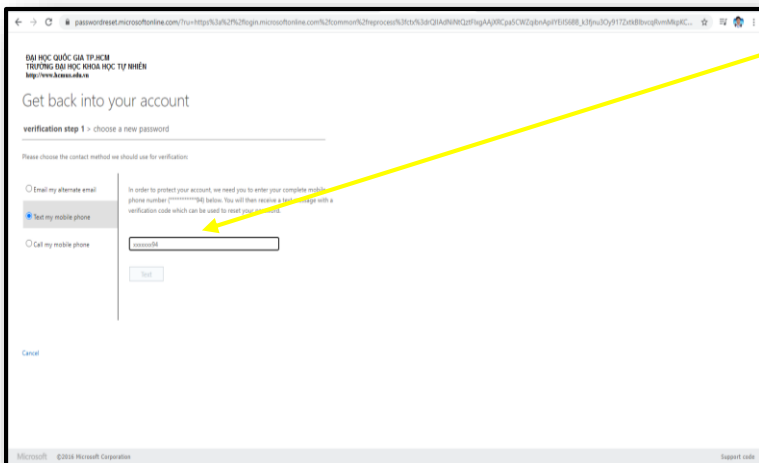 ĐẠI HỌC QUỐC GIA TP.HCM
TRƯỜNG ĐẠI HỌC KHOA HỌC TỰ NHIÊN
http://www.hcmus.edu.vn
Get back into your account
verification step 1 > choose a new password
Please choose the contact method we should use for verification:
Email my alternate email
Text my mobile phone
Call my mobile phone
In order to protect your account, we need you to enter your complete mobile
phone number (***********94) below. You will then receive a text message with a
verification code which can be used to reset your password.
Text
Cancel
Microsoft ©2016 Microsoft Corporation
Support code